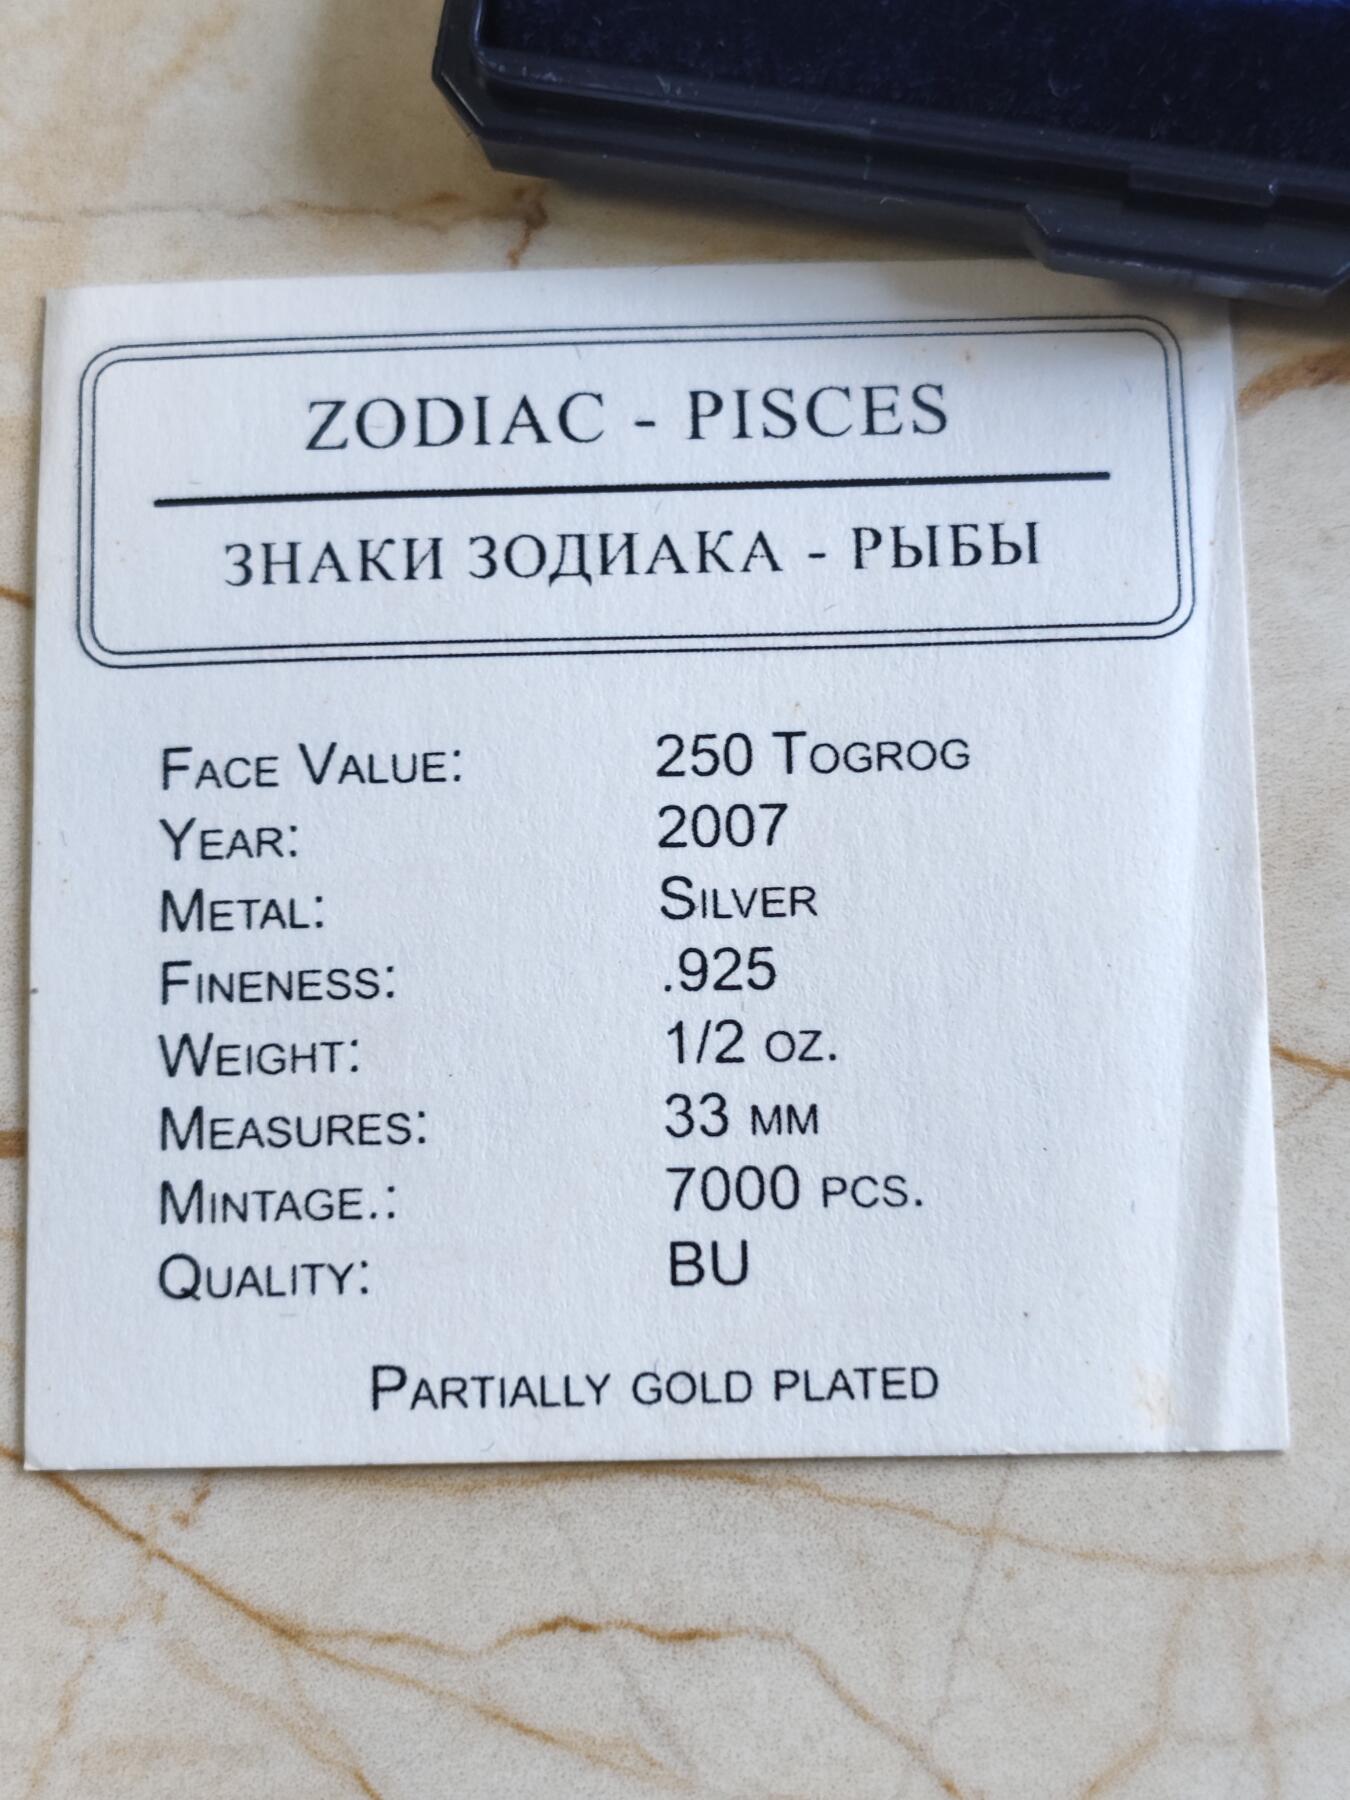 ZODIAC - PISCES
ЗНАКИ ЗОДИАКА - РЫБЫ
FACE VALUE: 250 TOGROG
YEAR: 2007
METAL: SILVER
FINENESS: .925
WEIGHT: 1/2 OZ.
MEASURES: 33 MM
MINTAGE.: 7000 PCS.
QUALITY: BU
PARTIALLY GOLD PLATED